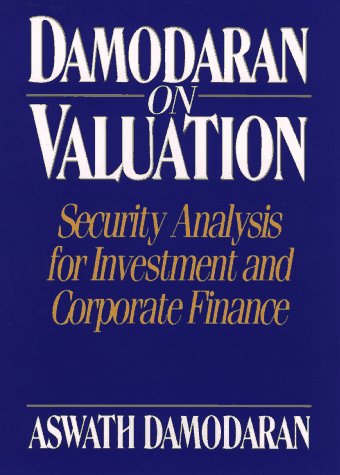 DAMODARAN
ON
VALUATION
Security Analysis
for Investment and
Corporate Finance
ASWATH DAMODARAN